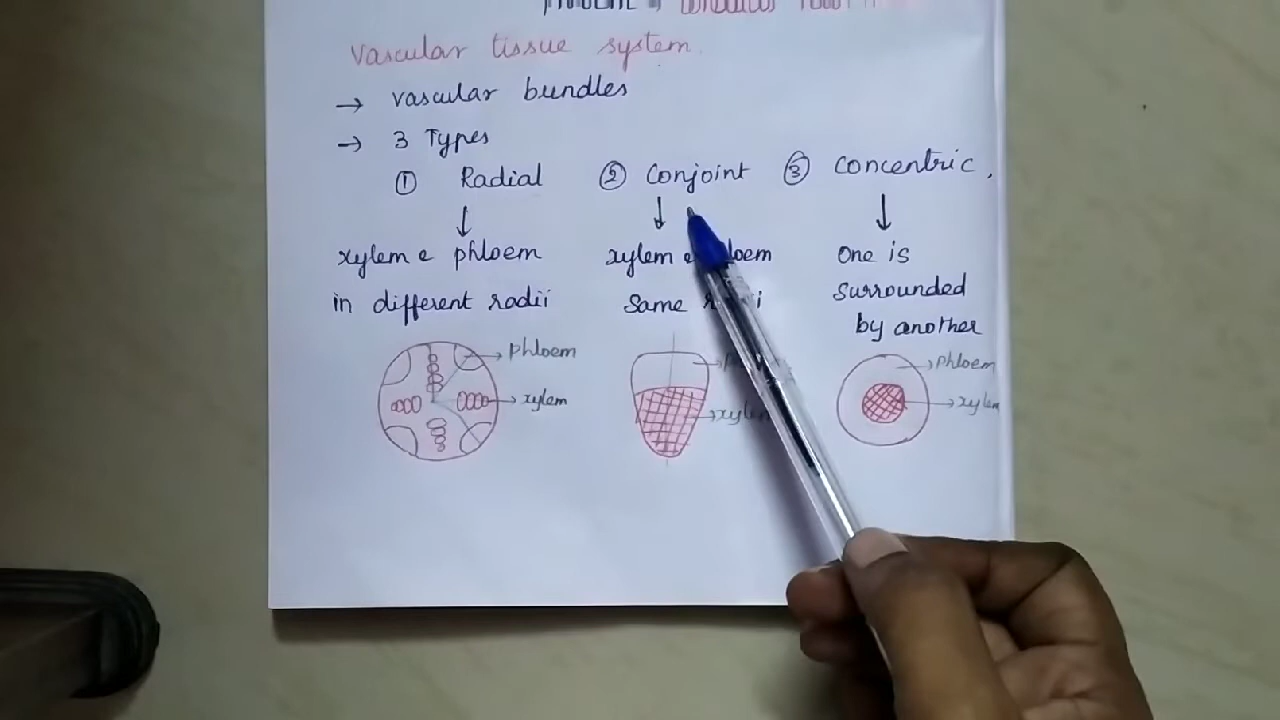 Vascular tissue system.
→ vascular bundles
→ 3 Types
① Radial ② Conjoint ③ Concentric.
xylem e phloem
in different radii
xylem
same
One is
surrounded
by another
phloem
xylem
phloem
xylem